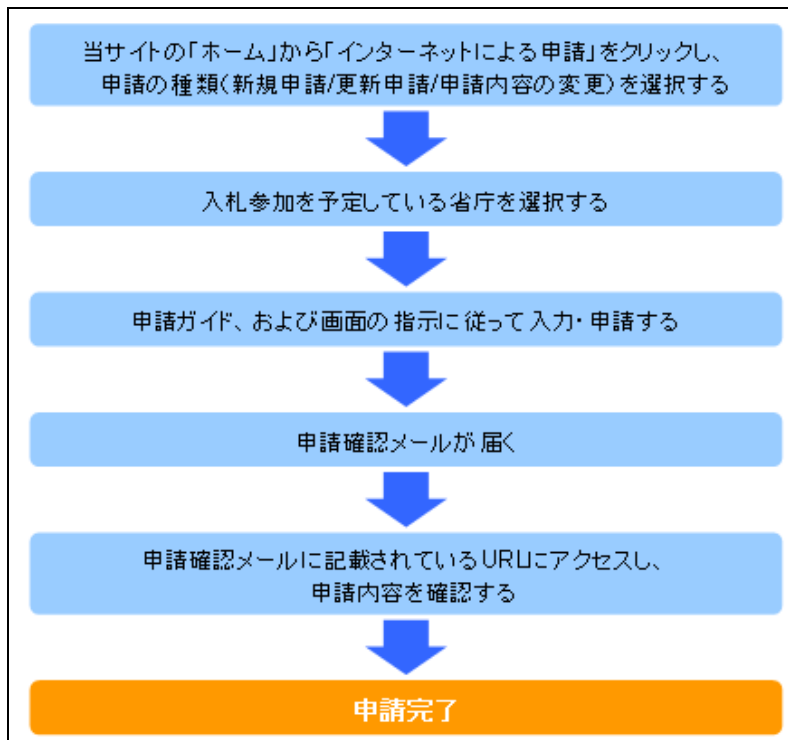 当サイトの「ホーム」から「インターネットによる申請」をクリックし、
申請の種類(新規申請/更新申請/申請内容の変更)を選択する
入札参加を予定している省庁を選択する
申請ガイド、および画面の指示に従って入力・申請する
申請確認メールが届く
申請確認メールに記載されているURLにアクセスし、
申請内容を確認する
申請完了